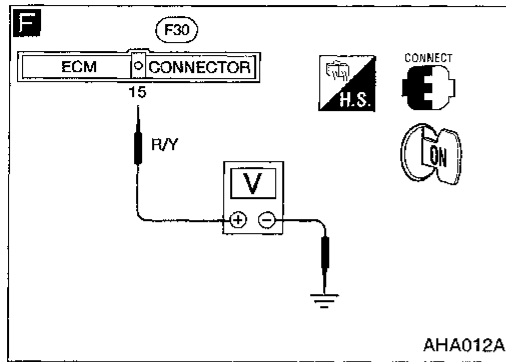 F
F30
ECM CONNECTOR
15
CONNECT
H.S.
R/Y
ON
V
+ −
AHA012A